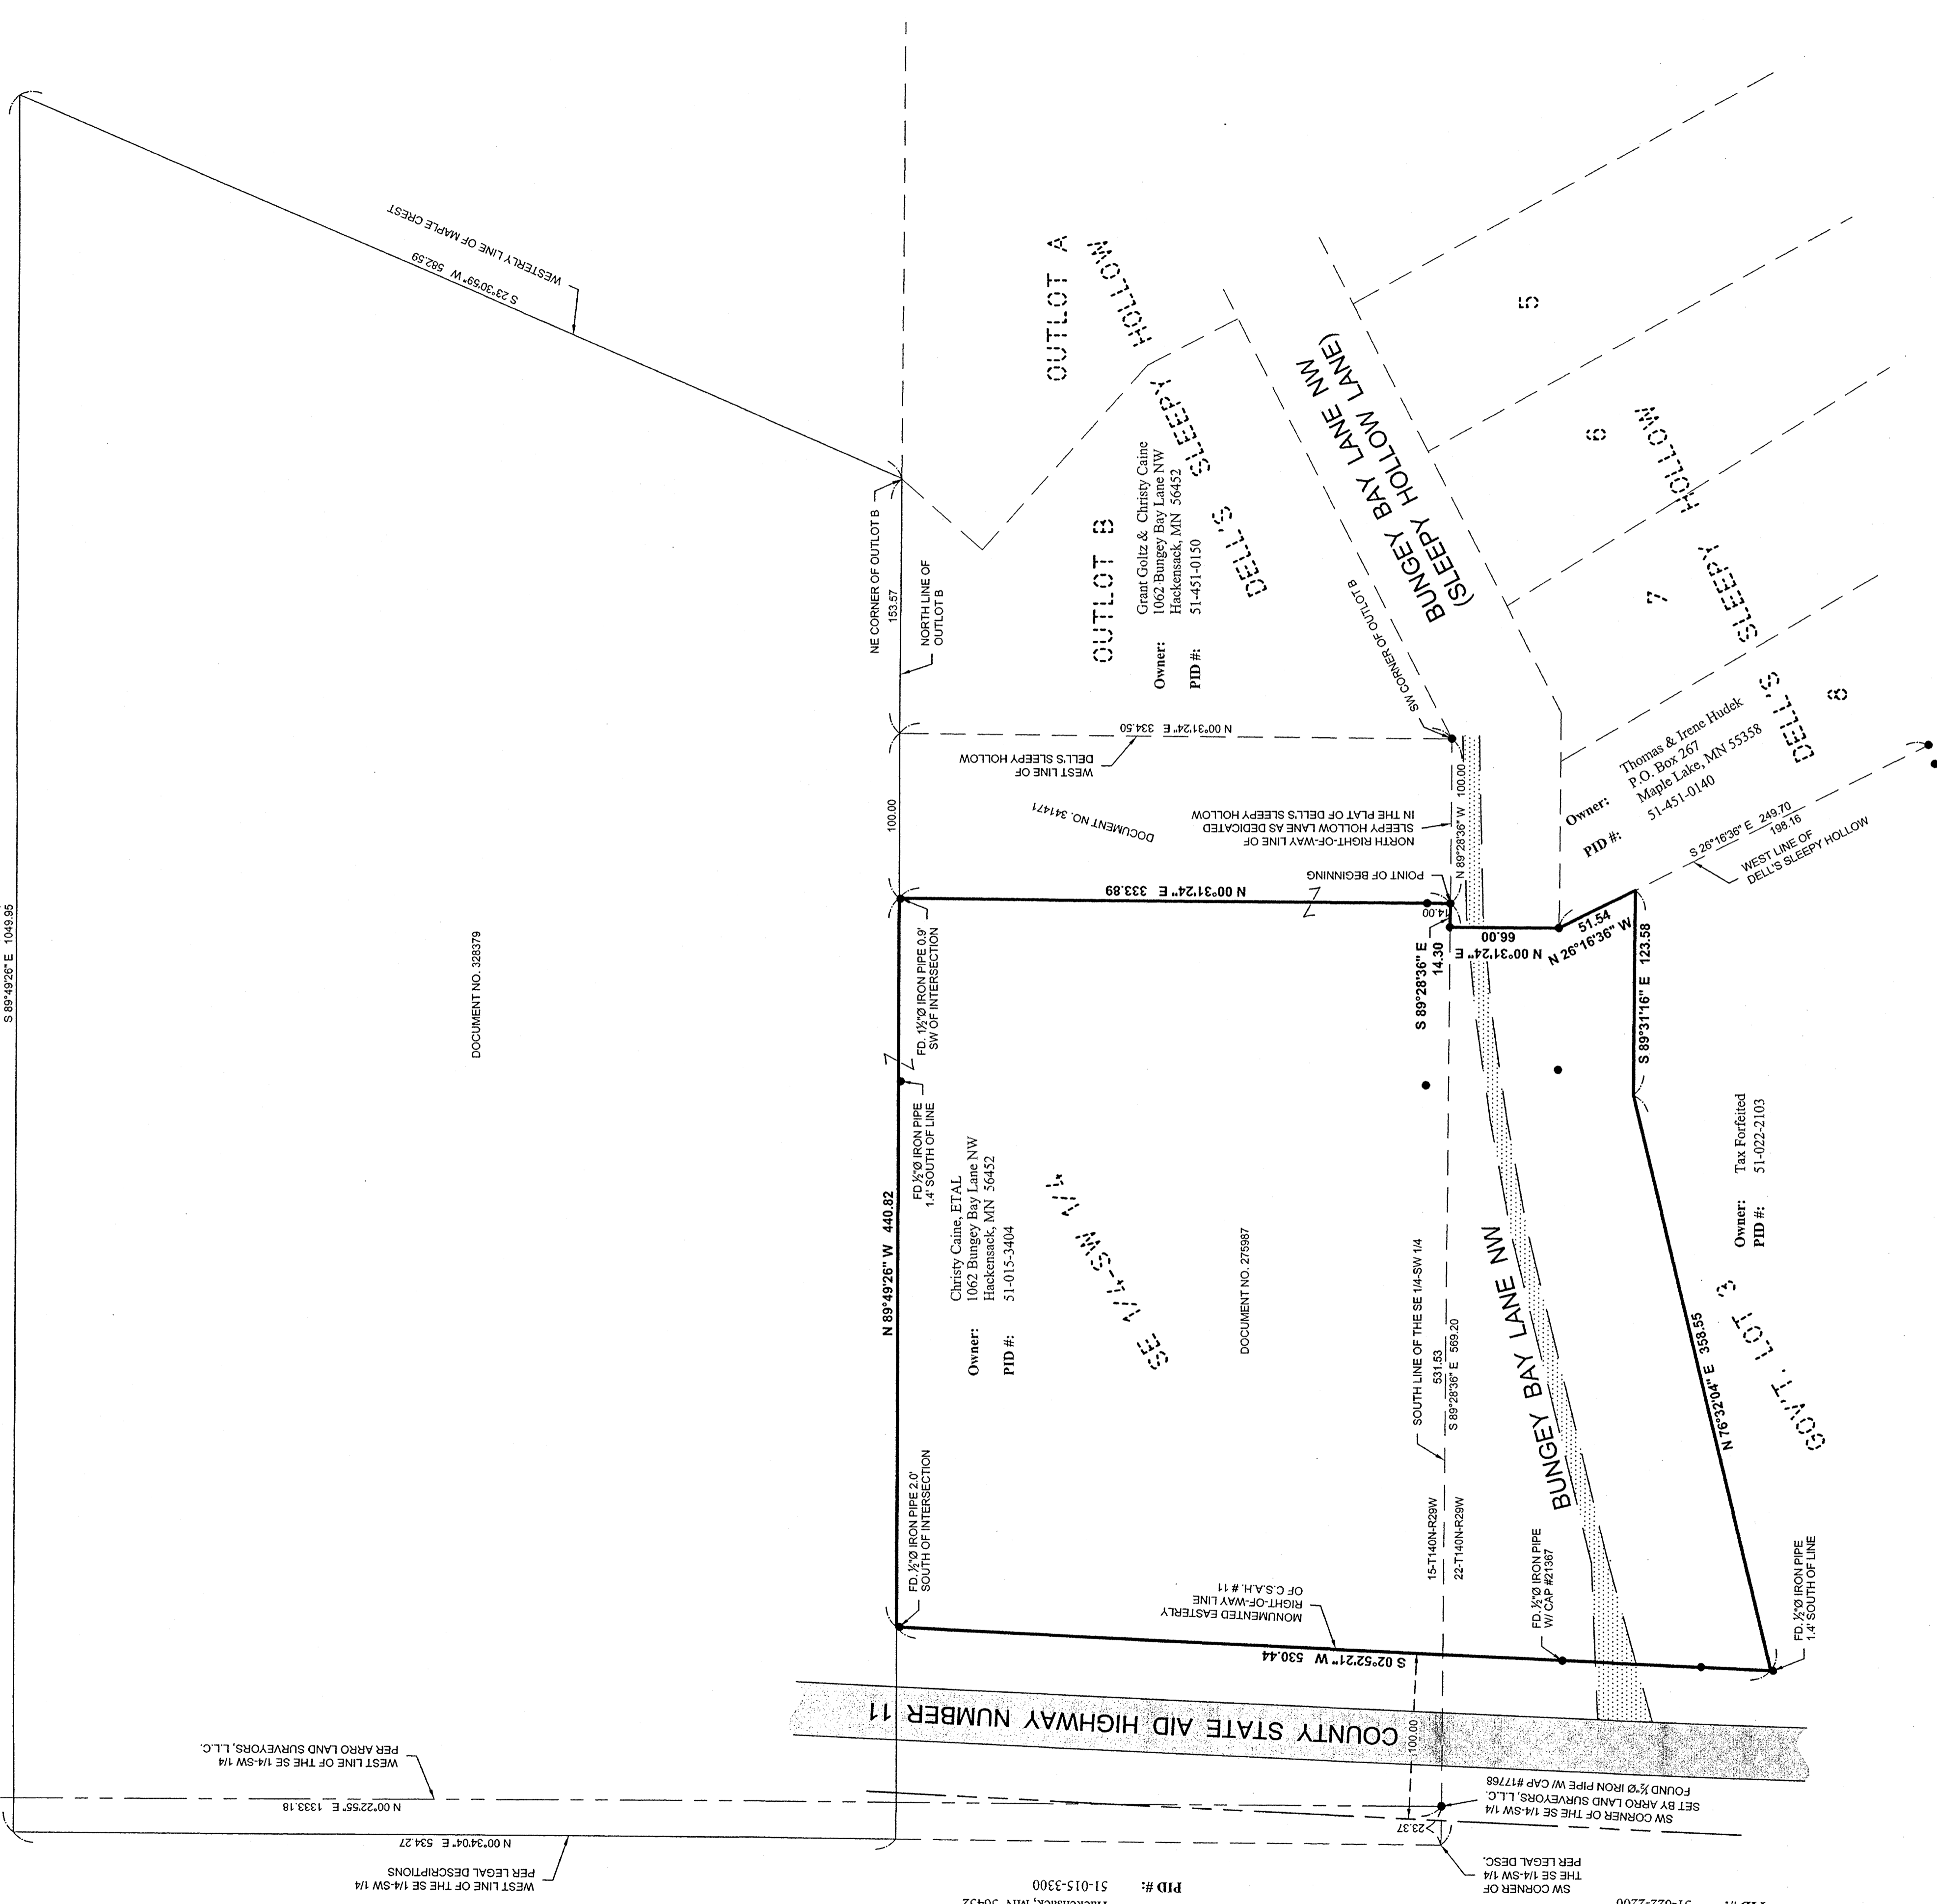 S 89°49'26" E 1049.95
WESTERLY LINE OF MAPLE CREST
S 23°30'59" W 582.59
DOCUMENT NO. 328379
NE CORNER OF OUTLOT B
153.57
NORTH LINE OF
OUTLOT B
100.00
OUTLOT A
OUTLOT B
Owner: Grant Goltz & Christy Caine
1062 Bungey Bay Lane NW
Hackensack, MN 56452
PID #: 51-451-0150
DELL'S SLEEPY HOLLOW
SW CORNER OF OUTLOT B
BUNGEY BAY LANE NW
(SLEEPY HOLLOW LANE)
5
6
7
8
DELL'S SLEEPY HOLLOW
N 00°31'24" E 334.50
WEST LINE OF
DELL'S SLEEPY HOLLOW
DOCUMENT NO. 341471
NORTH RIGHT-OF-WAY LINE OF
SLEEPY HOLLOW LANE AS DEDICATED
IN THE PLAT OF DELL'S SLEEPY HOLLOW
N 89°28'36" W 100.00
POINT OF BEGINNING
N 00°31'24" E 333.89
14.00
S 89°28'36" E
14.30
N 00°31'24" E
66.00
51.54
N 26°16'36" W
S 89°31'16" E 123.58
Owner: Thomas & Irene Hudek
P.O. Box 267
Maple Lake, MN 55358
PID #: 51-451-0140
S 26°16'36" E 249.70
198.16
WEST LINE OF
DELL'S SLEEPY HOLLOW
FD. 1½"Ø IRON PIPE 0.9'
SW OF INTERSECTION
FD ½"Ø IRON PIPE
1.4' SOUTH OF LINE
N 89°49'26" W 440.82
Owner: Christy Caine, ETAL
1062 Bungey Bay Lane NW
Hackensack, MN 56452
PID #: 51-015-3404
SE 1/4-SW 1/4
DOCUMENT NO. 275987
FD. ½"Ø IRON PIPE 2.0'
SOUTH OF INTERSECTION
SOUTH LINE OF THE SE 1/4-SW 1/4
531.53
S 89°28'36" E 569.20
15-T140N-R29W
22-T140N-R29W
BUNGEY BAY LANE NW
Owner: Tax Forfeited
PID #: 51-022-2103
GOV'T. LOT 3
N 76°32'04" E 358.55
FD. ½"Ø IRON PIPE
W/ CAP #21367
FD. ½"Ø IRON PIPE
1.4' SOUTH OF LINE
MONUMENTED EASTERLY
RIGHT-OF-WAY LINE
OF C.S.A.H. # 11
S 02°52'21" W 530.44
COUNTY STATE AID HIGHWAY NUMBER 11
100.00
WEST LINE OF THE SE 1/4-SW 1/4
PER ARRO LAND SURVEYORS, L.L.C.
N 00°22'55" E 1333.18
N 00°34'04" E 534.27
WEST LINE OF THE SE 1/4-SW 1/4
PER LEGAL DESCRIPTIONS
SW CORNER OF THE SE 1/4-SW 1/4
SET BY ARRO LAND SURVEYORS, L.L.C.
FOUND ½"Ø IRON PIPE W/ CAP #17768
23.37
SW CORNER OF
THE SE 1/4-SW 1/4
PER LEGAL DESC.
Hackensack, MN 56452
PID #: 51-015-3300
PID #: 51-022-2200